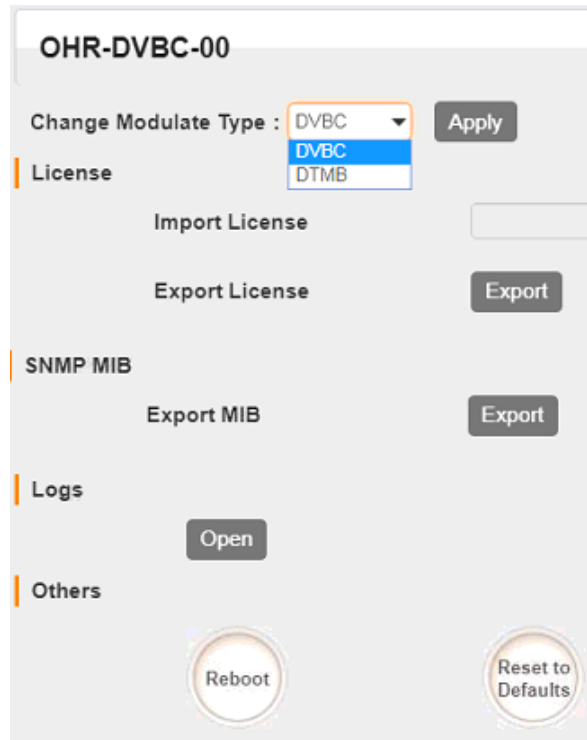 OHR-DVBC-00
Change Modulate Type : DVBC Apply
DVBC
DTMB
License
Import License
Export License Export
SNMP MIB
Export MIB Export
Logs
Open
Others
Reboot Reset to
Defaults